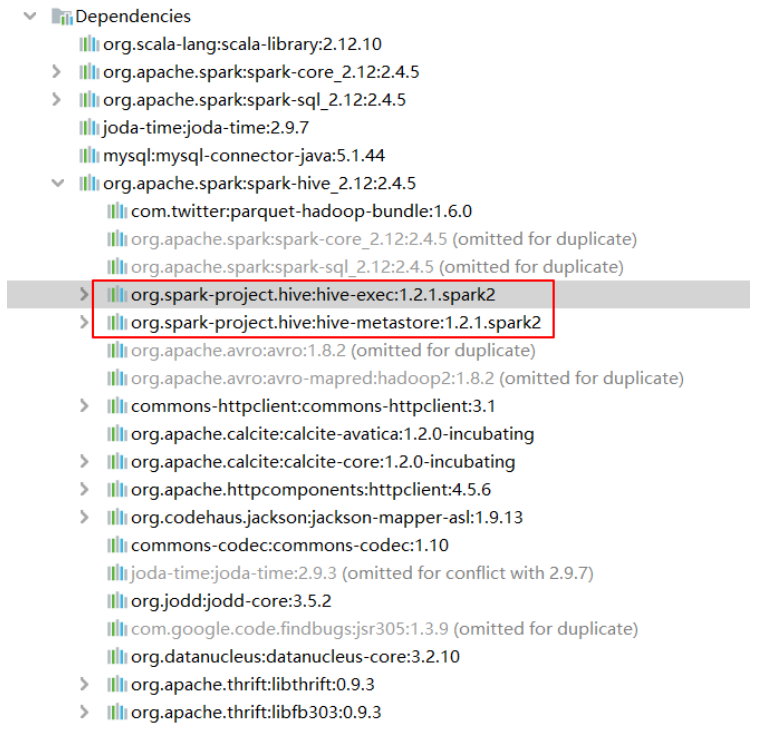 Dependencies
org.scala-lang:scala-library:2.12.10
org.apache.spark:spark-core_2.12:2.4.5
org.apache.spark:spark-sql_2.12:2.4.5
joda-time:joda-time:2.9.7
mysql:mysql-connector-java:5.1.44
org.apache.spark:spark-hive_2.12:2.4.5
com.twitter:parquet-hadoop-bundle:1.6.0
org.apache.spark:spark-core_2.12:2.4.5 (omitted for duplicate)
org.apache.spark:spark-sql_2.12:2.4.5 (omitted for duplicate)
org.spark-project.hive:hive-exec:1.2.1.spark2
org.spark-project.hive:hive-metastore:1.2.1.spark2
org.apache.avro:avro:1.8.2 (omitted for duplicate)
org.apache.avro:avro-mapred:hadoop2:1.8.2 (omitted for duplicate)
commons-httpclient:commons-httpclient:3.1
org.apache.calcite:calcite-avatica:1.2.0-incubating
org.apache.calcite:calcite-core:1.2.0-incubating
org.apache.httpcomponents:httpclient:4.5.6
org.codehaus.jackson:jackson-mapper-asl:1.9.13
commons-codec:commons-codec:1.10
joda-time:joda-time:2.9.3 (omitted for conflict with 2.9.7)
org.jodd:jodd-core:3.5.2
com.google.code.findbugs:jsr305:1.3.9 (omitted for duplicate)
org.datanucleus:datanucleus-core:3.2.10
org.apache.thrift:libthrift:0.9.3
org.apache.thrift:libfb303:0.9.3